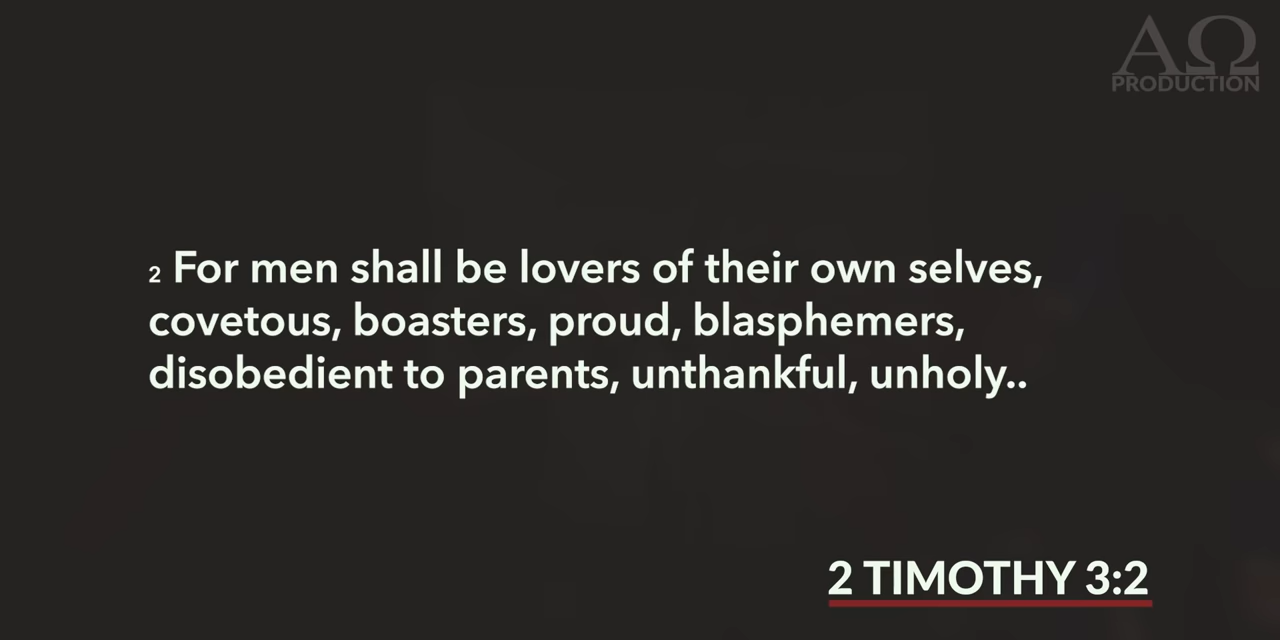 ΑΩ
PRODUCTION
2 For men shall be lovers of their own selves,
covetous, boasters, proud, blasphemers,
disobedient to parents, unthankful, unholy..
2 TIMOTHY 3:2